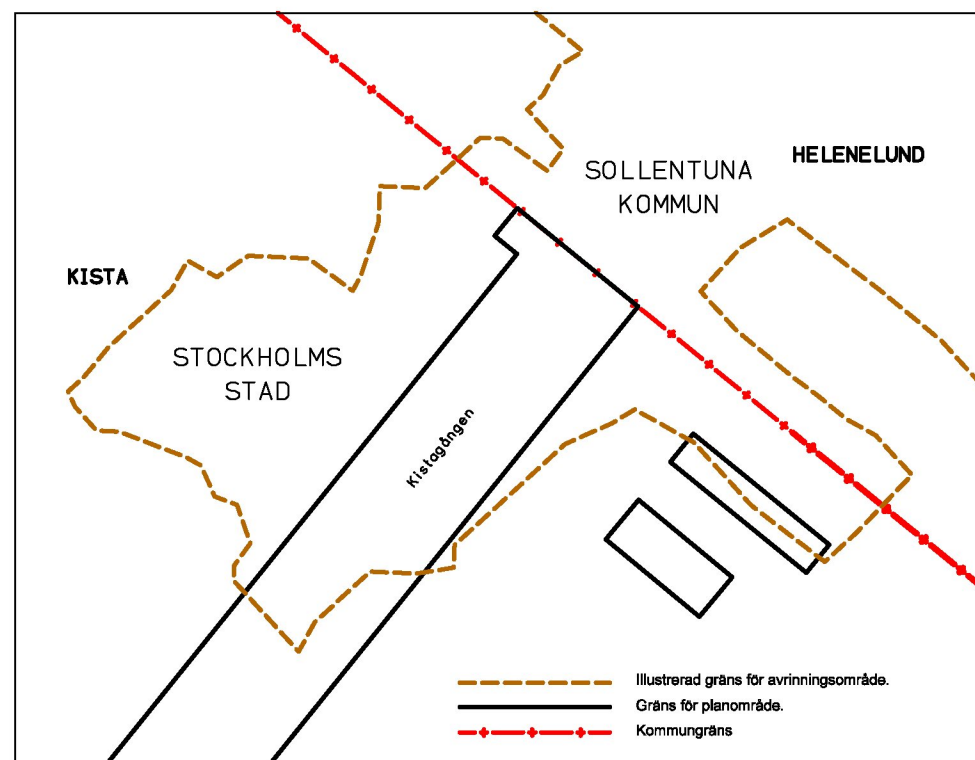 HELENELUND
SOLLENTUNA
KOMMUN
KISTA
STOCKHOLMS
STAD
Kistagången
Illustrerad gräns för avrinningsområde.
Gräns för planområde.
Kommungräns